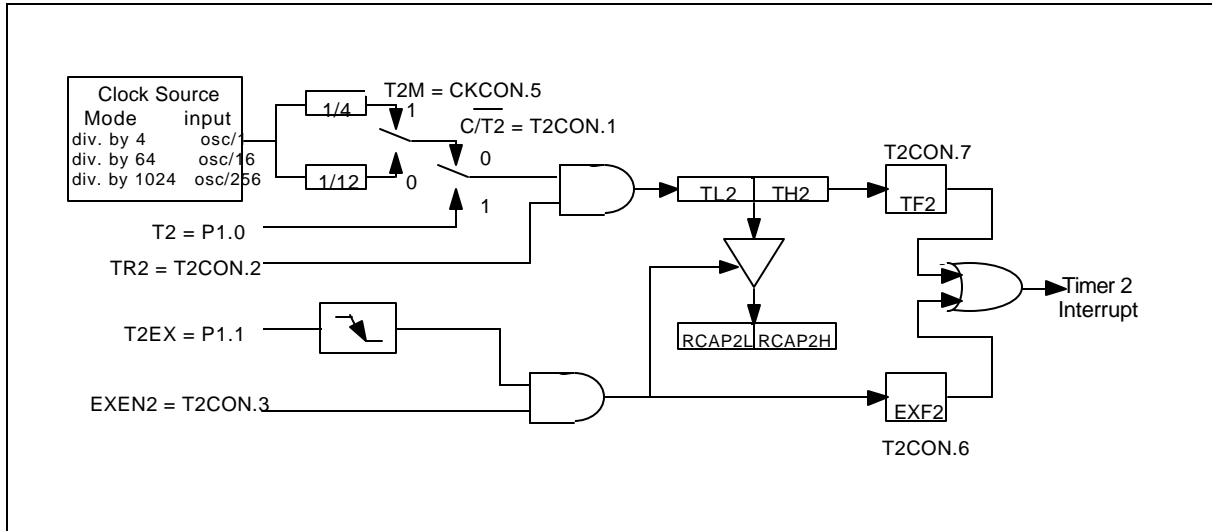 Clock Source
Mode input
div. by 4 osc/1
div. by 64 osc/16
div. by 1024 osc/256
1/4
1/12
T2M = CKCON.5
1
0
C/T2 = T2CON.1
0
1
T2 = P1.0
TR2 = T2CON.2
T2EX = P1.1
EXEN2 = T2CON.3
TL2 TH2
RCAP2L RCAP2H
T2CON.7
TF2
EXF2
T2CON.6
Timer 2
Interrupt